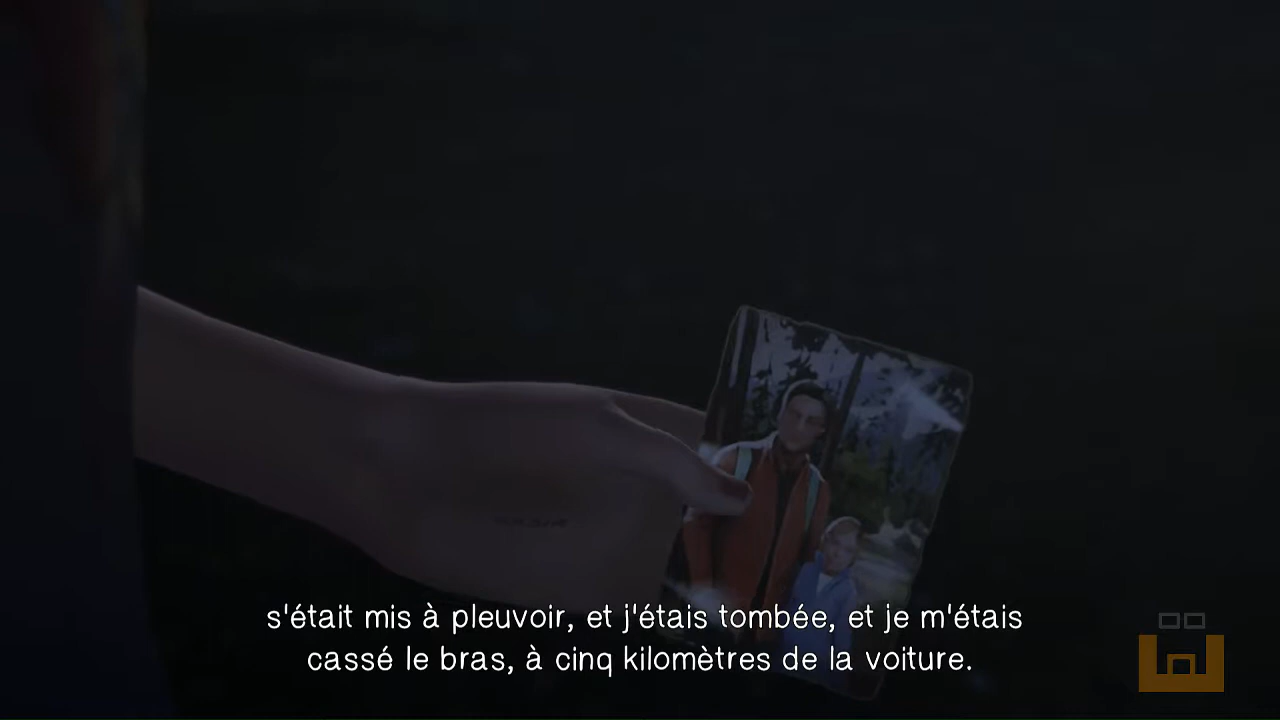 s'était mis à pleuvoir, et j'étais tombée, et je m'étais
cassé le bras, à cinq kilomètres de la voiture.